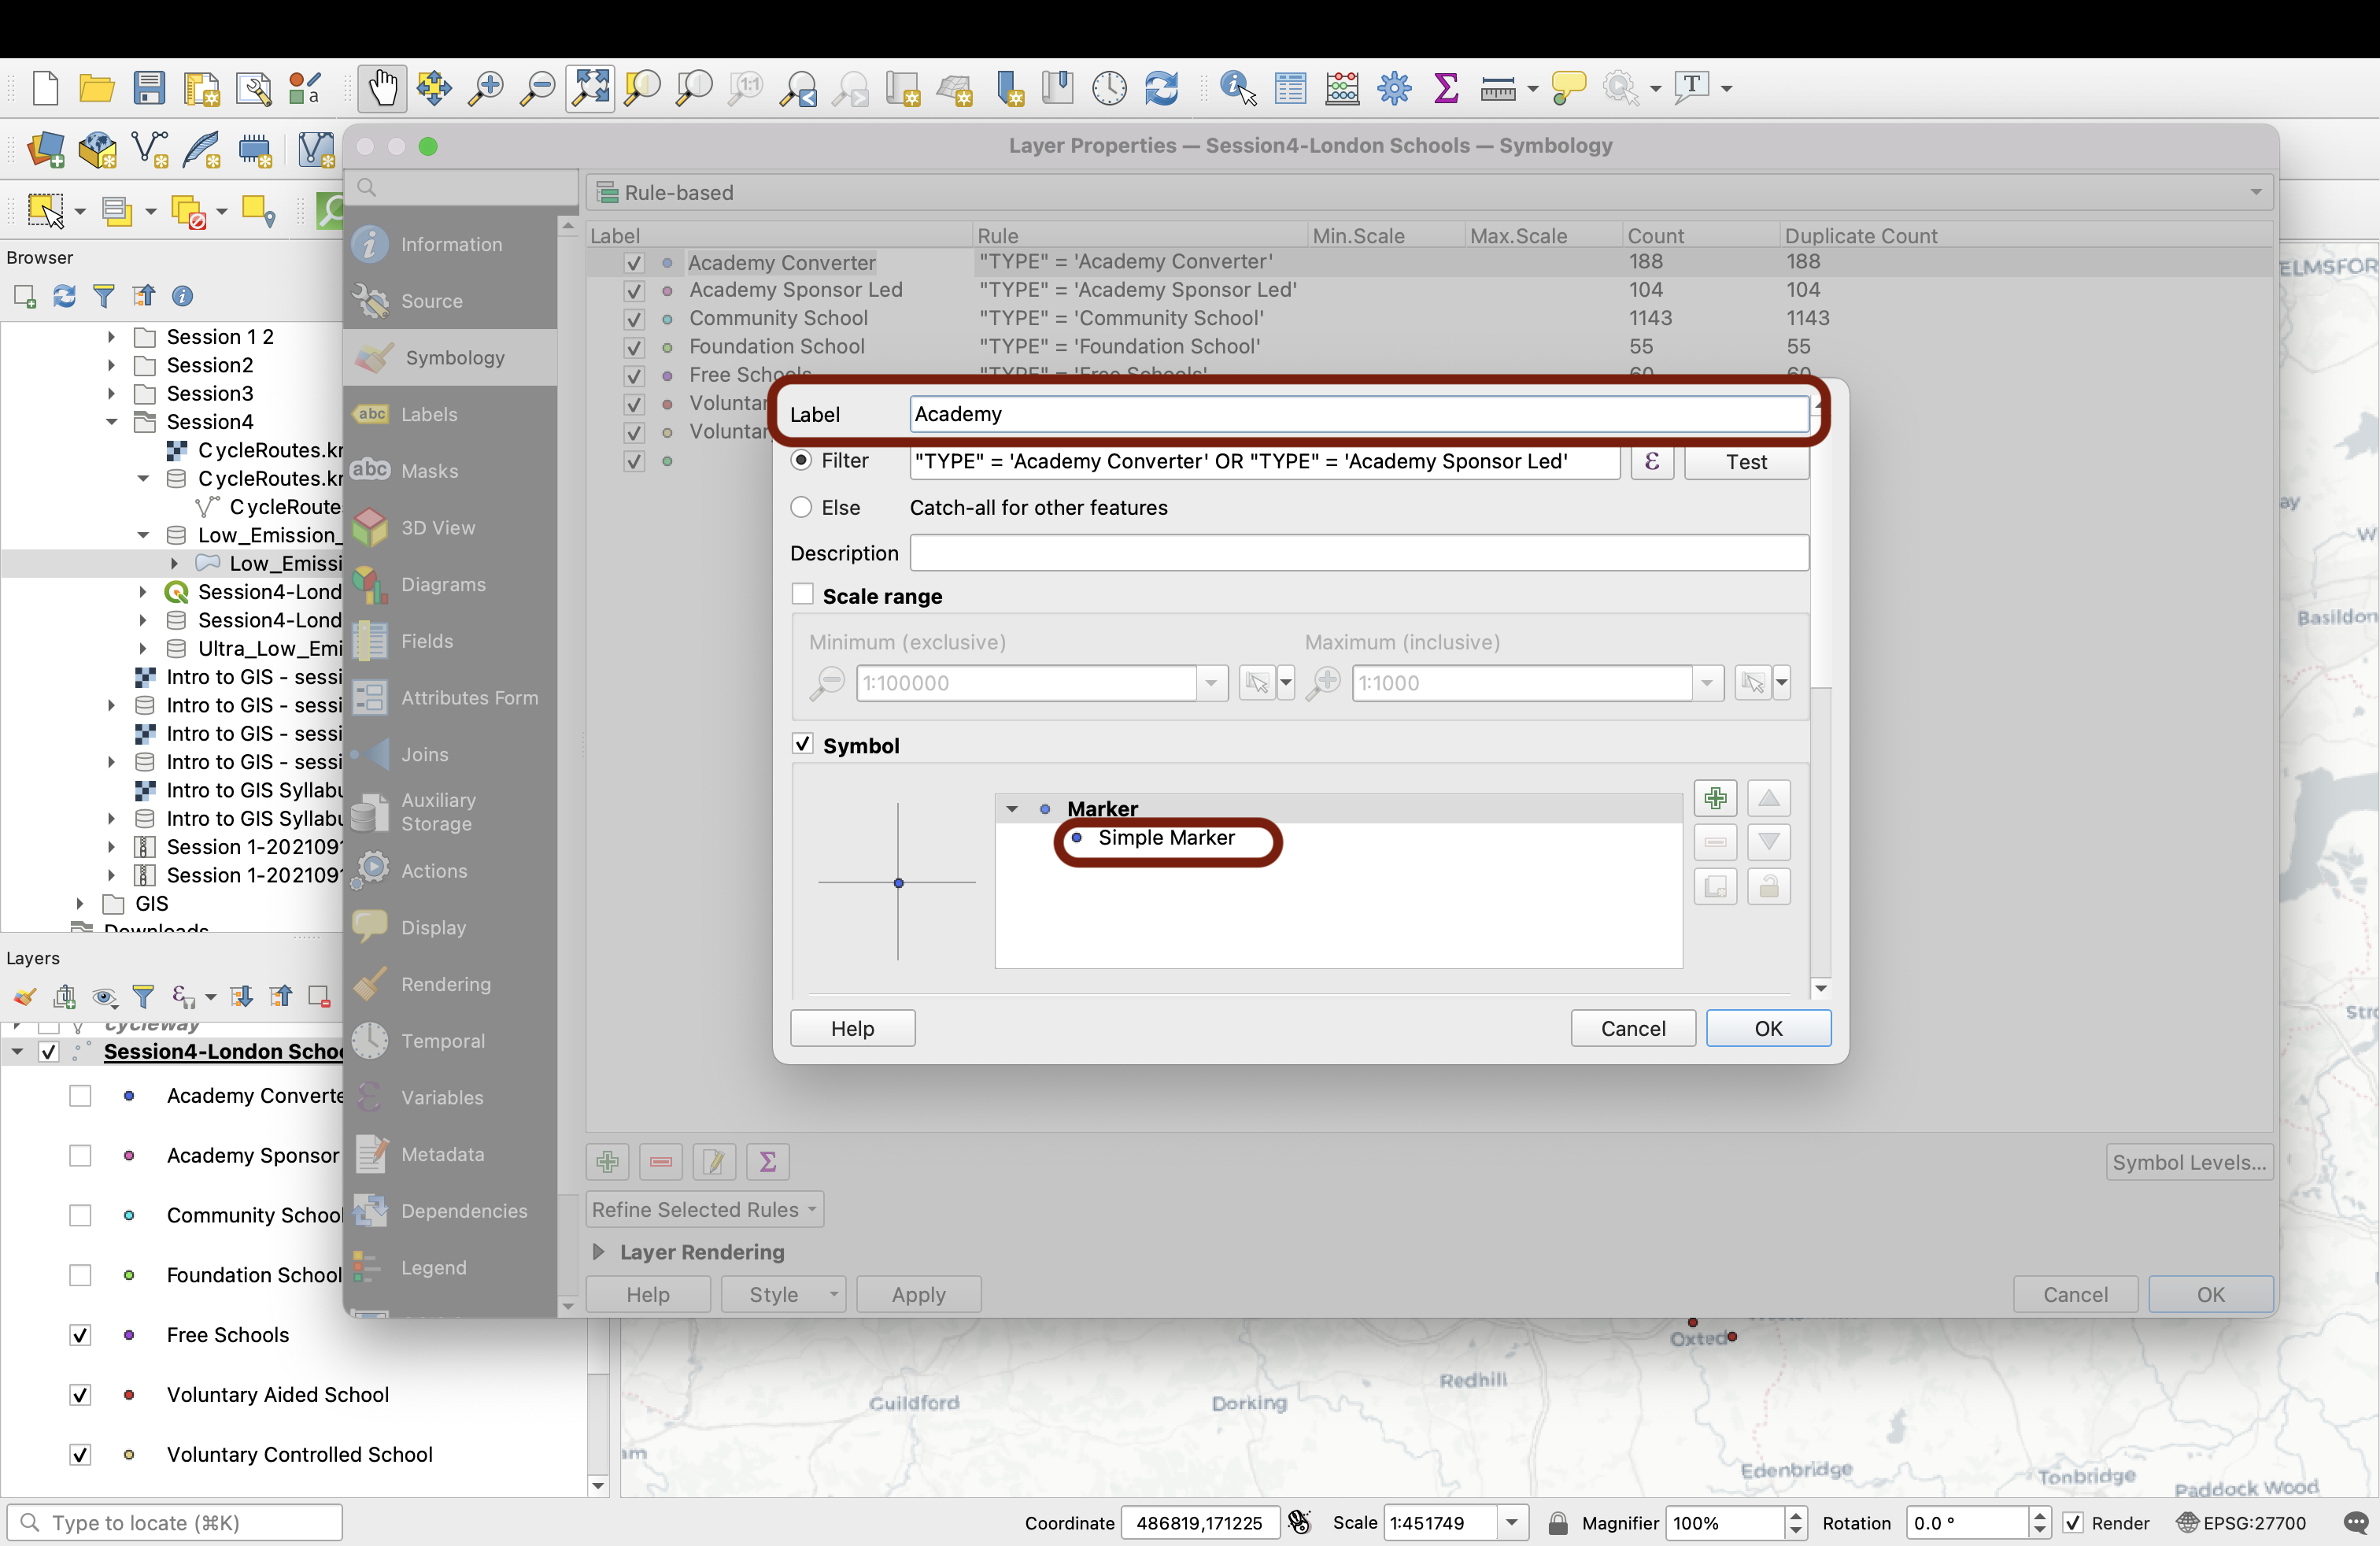 Layer Properties — Session4-London Schools — Symbology
Browser
Session 1 2
Session2
Session3
Session4
CycleRoutes.kr
CycleRoutes.kr
CycleRoutes
Low_Emission_
Low_Emissi
Session4-Lond
Session4-Lond
Ultra_Low_Emi
Intro to GIS - sessi
Intro to GIS - sessi
Intro to GIS - sessi
Intro to GIS - sessi
Intro to GIS Syllabu
Intro to GIS Syllabu
Session 1-202109
Session 1-202109
GIS
Downloads
Layers
cycleway
Session4-London Schoo
Academy Converte
Academy Sponsor
Community School
Foundation School
Free Schools
Voluntary Aided School
Voluntary Controlled School
Information
Source
Symbology
abc Labels
abc Masks
3D View
Diagrams
Fields
Attributes Form
Joins
Auxiliary
Storage
Actions
Display
Rendering
Temporal
Variables
Metadata
Dependencies
Legend
Rule-based
Label Rule Min.Scale Max.Scale Count Duplicate Count
Academy Converter "TYPE" = 'Academy Converter' 188 188
Academy Sponsor Led "TYPE" = 'Academy Sponsor Led' 104 104
Community School "TYPE" = 'Community School' 1143 1143
Foundation School "TYPE" = 'Foundation School' 55 55
Free Schools "TYPE" = 'Free Schools' 60 60
Voluntar
Voluntar
Label Academy
Filter "TYPE" = 'Academy Converter' OR "TYPE" = 'Academy Sponsor Led' ε Test
Else Catch-all for other features
Description
Scale range
Minimum (exclusive) Maximum (inclusive)
1:100000 1:1000
Symbol
Marker
Simple Marker
Help Cancel OK
Symbol Levels...
Refine Selected Rules
Layer Rendering
Help Style Apply Cancel OK
ELMSFOR
ay
W
Basildon
Stro
Oxted
Redhill
Guildford
Dorking
am
Edenbridge
Tonbridge
Paddock Wood
Type to locate (⌘K)
Coordinate 486819,171225 Scale 1:451749 Magnifier 100% Rotation 0.0 ° Render EPSG:27700